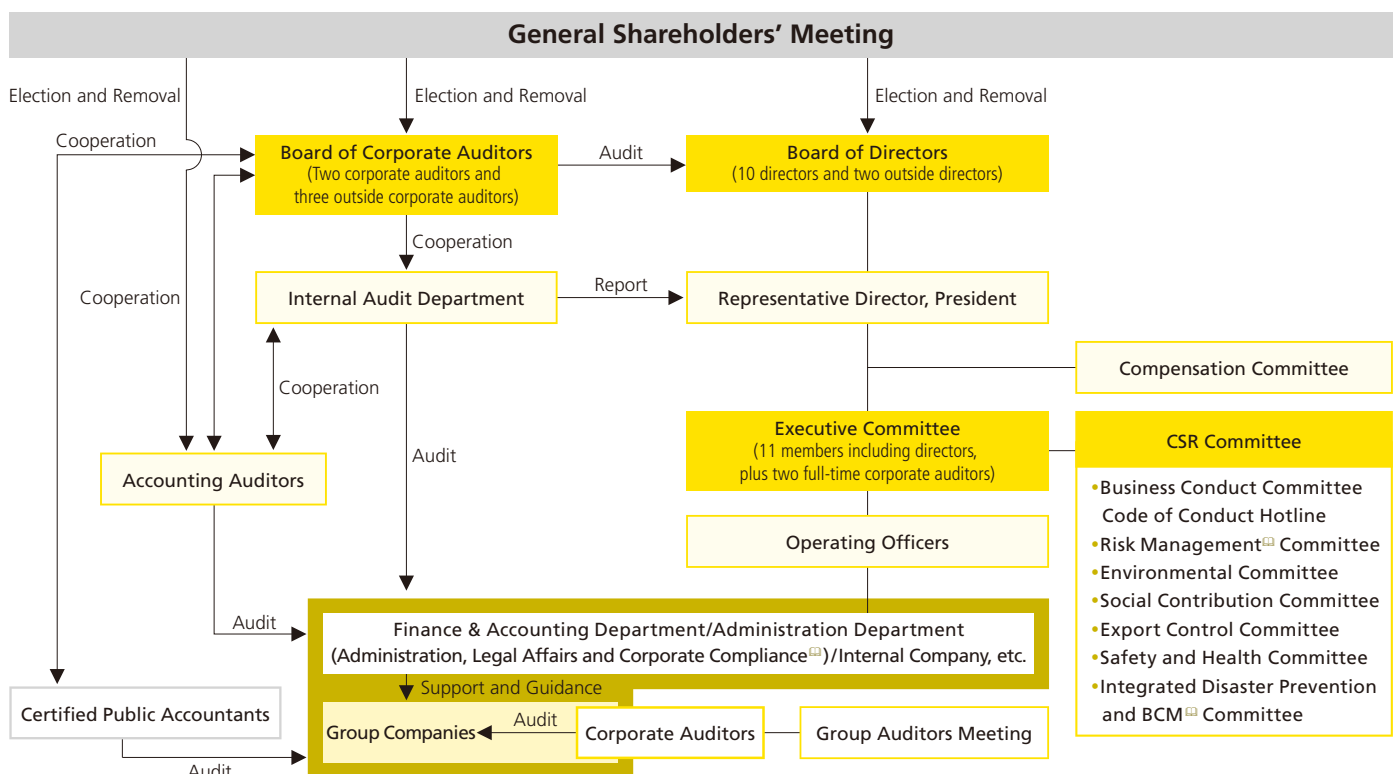 General Shareholders' Meeting
Election and Removal
Election and Removal
Election and Removal
Cooperation
Board of Corporate Auditors
(Two corporate auditors and
three outside corporate auditors)
Audit
Board of Directors
(10 directors and two outside directors)
Cooperation
Cooperation
Internal Audit Department
Report
Representative Director, President
Compensation Committee
Cooperation
Executive Committee
(11 members including directors,
plus two full-time corporate auditors)
CSR Committee
Audit
Accounting Auditors
•Business Conduct Committee
Code of Conduct Hotline
•Risk Management Committee
•Environmental Committee
•Social Contribution Committee
•Export Control Committee
•Safety and Health Committee
•Integrated Disaster Prevention
and BCM Committee
Operating Officers
Audit
Finance & Accounting Department/Administration Department
(Administration, Legal Affairs and Corporate Compliance)/Internal Company, etc.
Support and Guidance
Certified Public Accountants
Group Companies
Audit
Corporate Auditors
Group Auditors Meeting
Audit